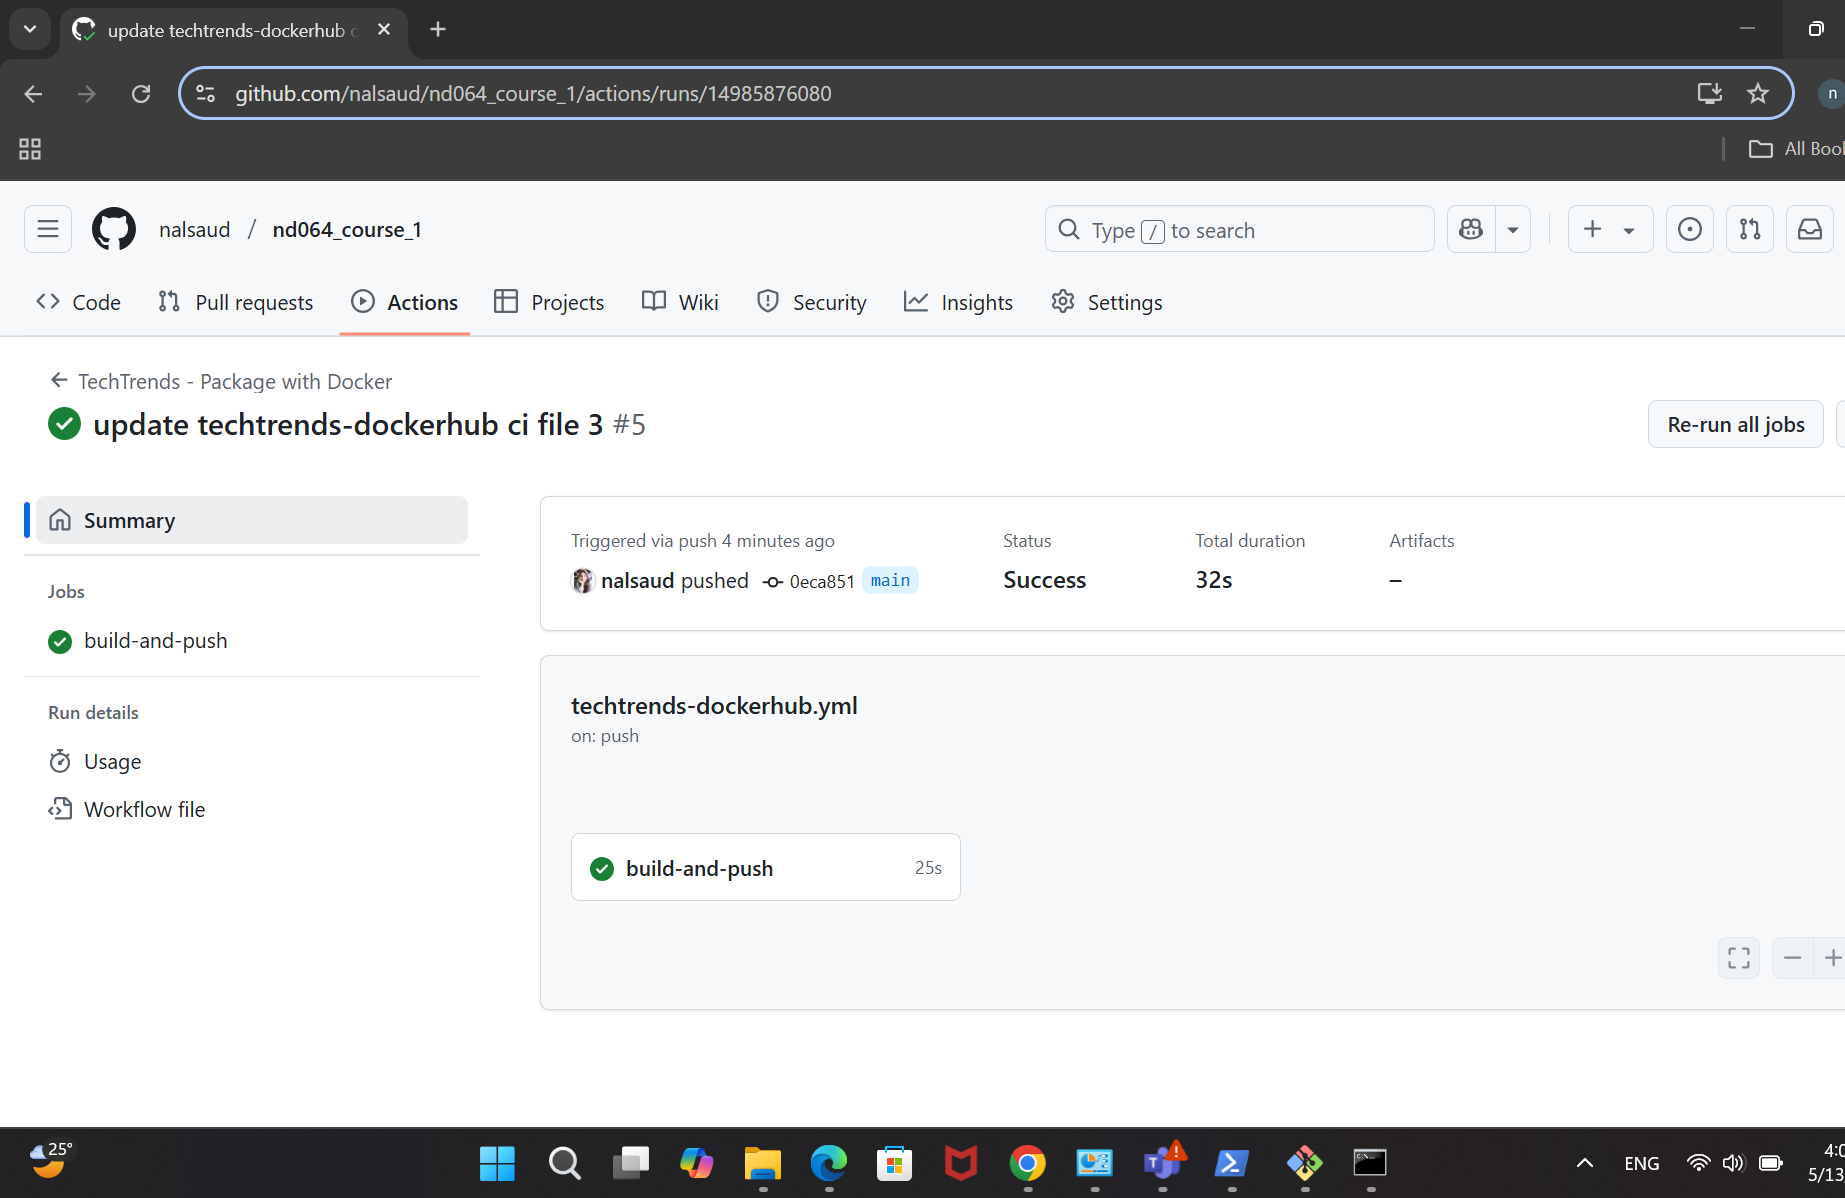 update techtrends-dockerhub c
github.com/nalsaud/nd064_course_1/actions/runs/14985876080
n
All Boo
nalsaud / nd064_course_1
Type / to search
Code
Pull requests
Actions
Projects
Wiki
Security
Insights
Settings
TechTrends - Package with Docker
update techtrends-dockerhub ci file 3 #5
Re-run all jobs
Summary
Jobs
build-and-push
Run details
Usage
Workflow file
Triggered via push 4 minutes ago
nalsaud pushed 0eca851 main
Status
Success
Total duration
32s
Artifacts
–
techtrends-dockerhub.yml
on: push
build-and-push 25s
25°
ENG
4:0
5/13